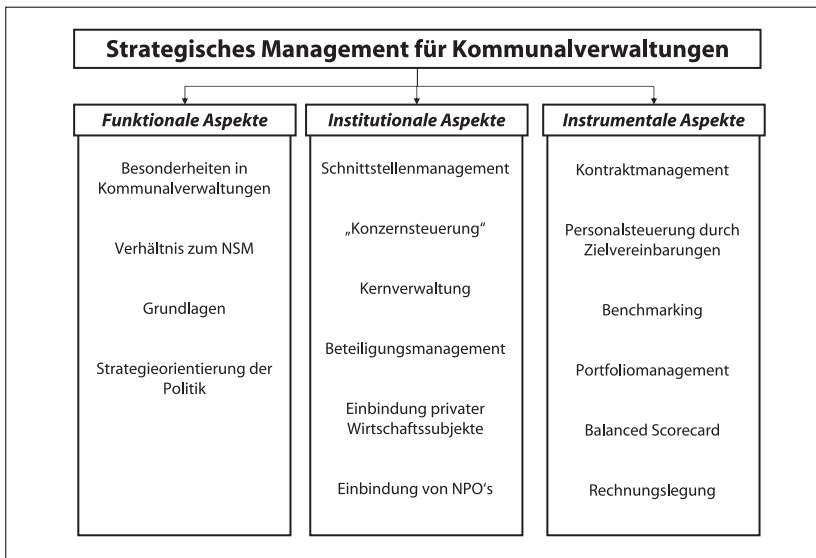 Strategisches Management für Kommunalverwaltungen
Funktionale Aspekte
Besonderheiten in
Kommunalverwaltungen
Verhältnis zum NSM
Grundlagen
Strategieorientierung der
Politik
Institutionale Aspekte
Schnittstellenmanagement
„Konzernsteuerung“
Kernverwaltung
Beteiligungsmanagement
Einbindung privater
Wirtschaftssubjekte
Einbindung von NPO‘s
Instrumentale Aspekte
Kontraktmanagement
Personalsteuerung durch
Zielvereinbarungen
Benchmarking
Portfoliomanagement
Balanced Scorecard
Rechnungslegung